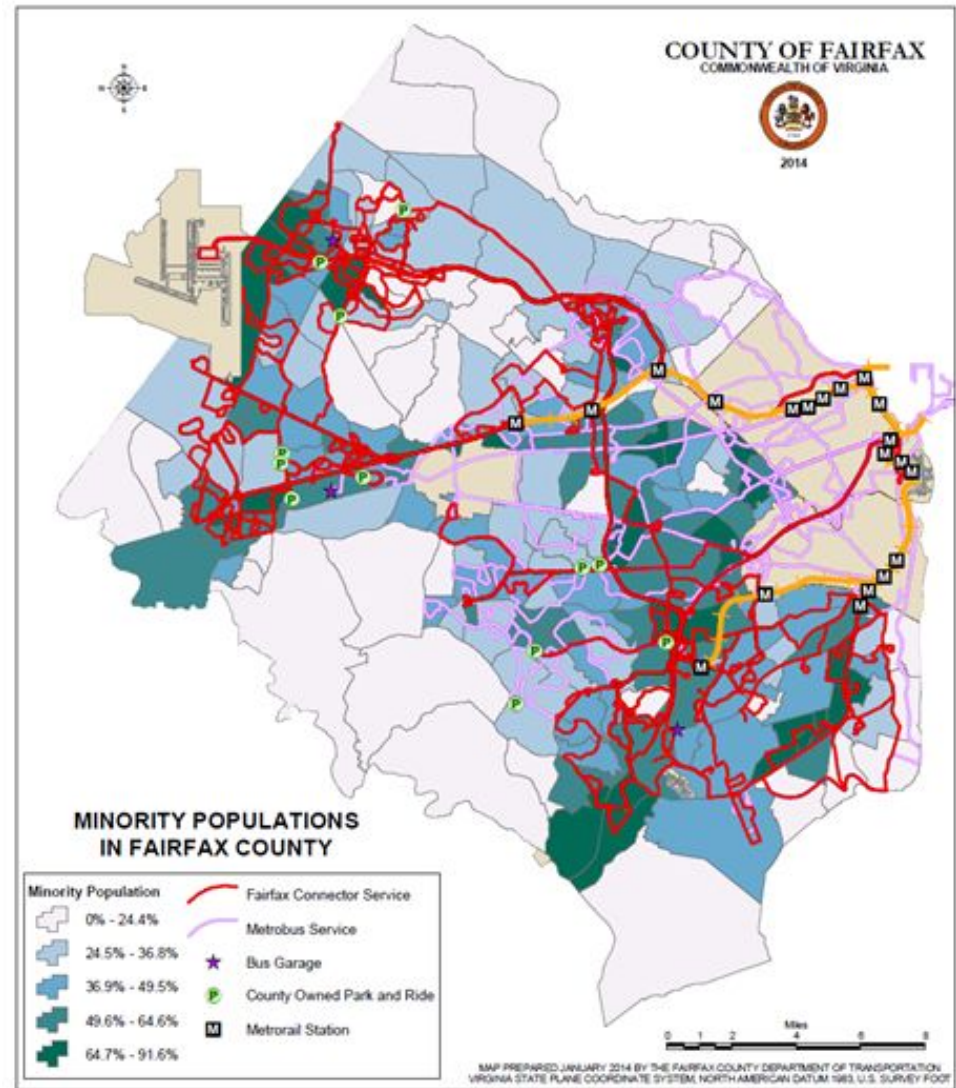 COUNTY OF FAIRFAX
COMMONWEALTH OF VIRGINIA
2014
MINORITY POPULATIONS
IN FAIRFAX COUNTY
Minority Population
0% - 24.4%
24.5% - 36.8%
36.9% - 49.5%
49.6% - 64.6%
64.7% - 91.6%
Fairfax Connector Service
Metrobus Service
Bus Garage
P County Owned Park and Ride
M Metrorail Station
Miles
0 1 2 4 6 8
MAP PREPARED JANUARY 2014 BY THE FAIRFAX COUNTY DEPARTMENT OF TRANSPORTATION
VIRGINIA STATE PLANE COORDINATE SYSTEM, NORTH AMERICAN DATUM 1983, U.S. SURVEY FOOT